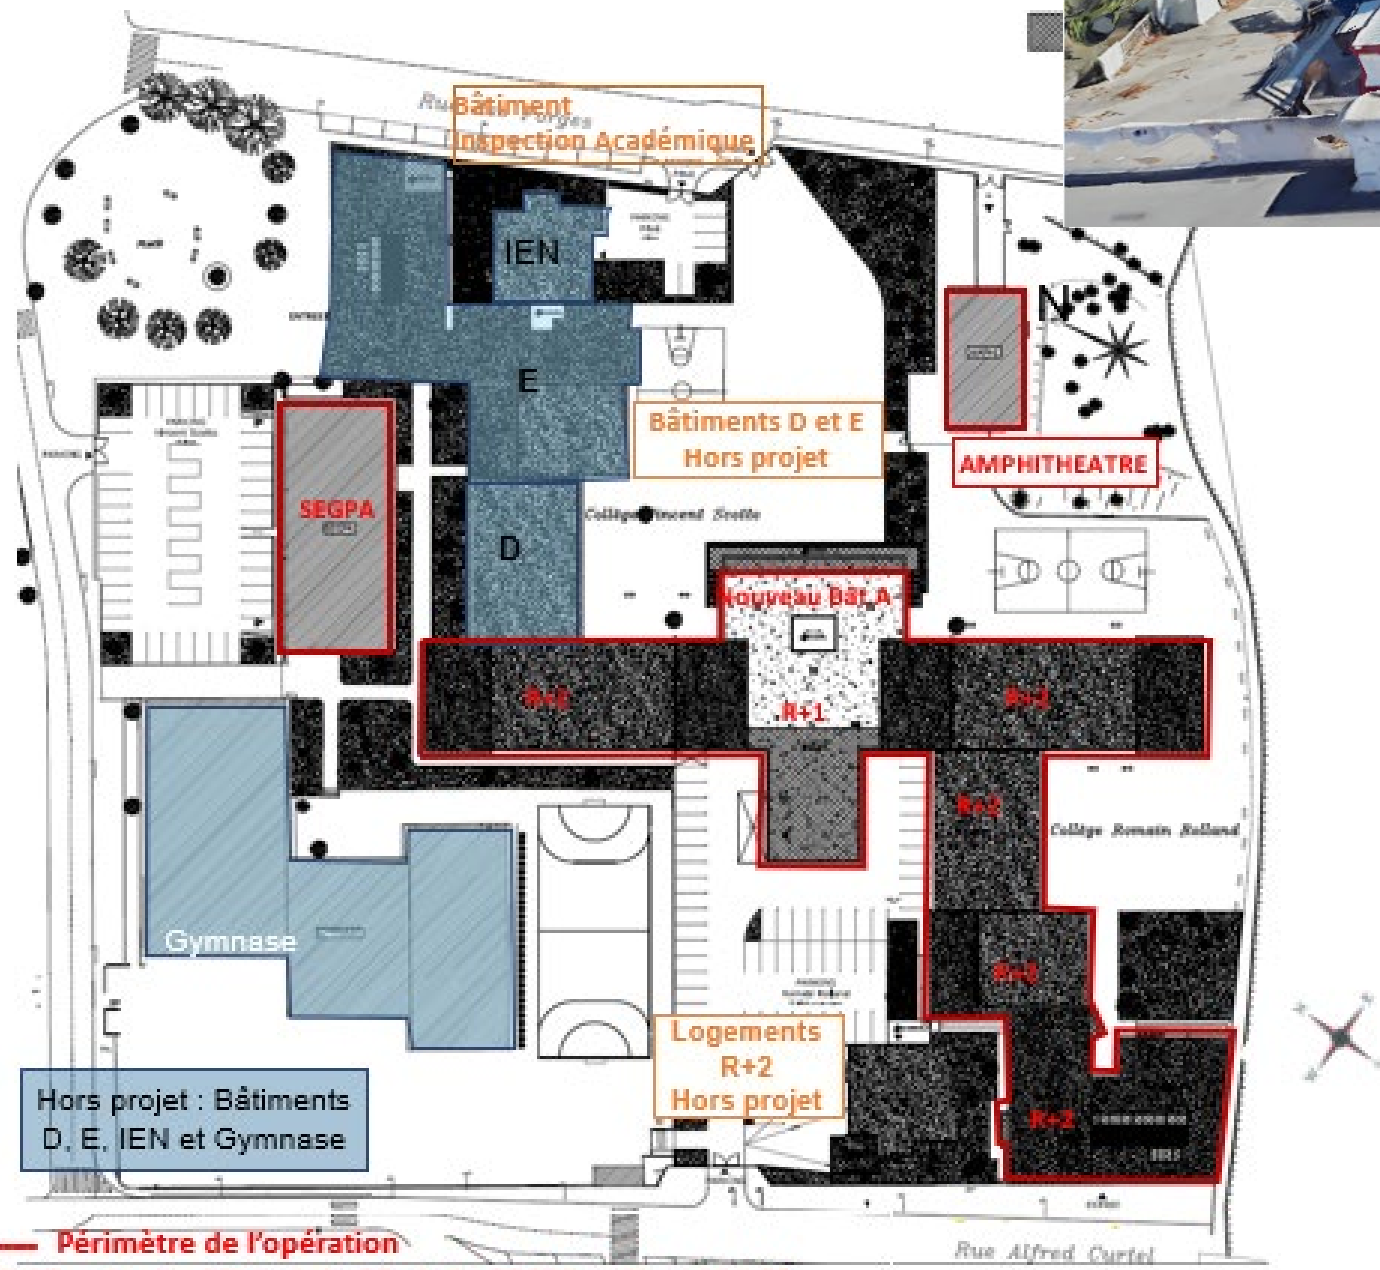 Bâtiment
Inspection Académique
IEN
E
N
Bâtiments D et E
Hors projet
AMPHITHEATRE
SEGPA
Collège Vincent Scotto
D
Nouveau Bât A
R+2
R+1
R+2
R+2
Collège Romain Rolland
Gymnase
R+2
PARKING
Logements
R+2
Hors projet
Hors projet : Bâtiments
D, E, IEN et Gymnase
R+2
Périmètre de l'opération
Rue Alfred Curtel